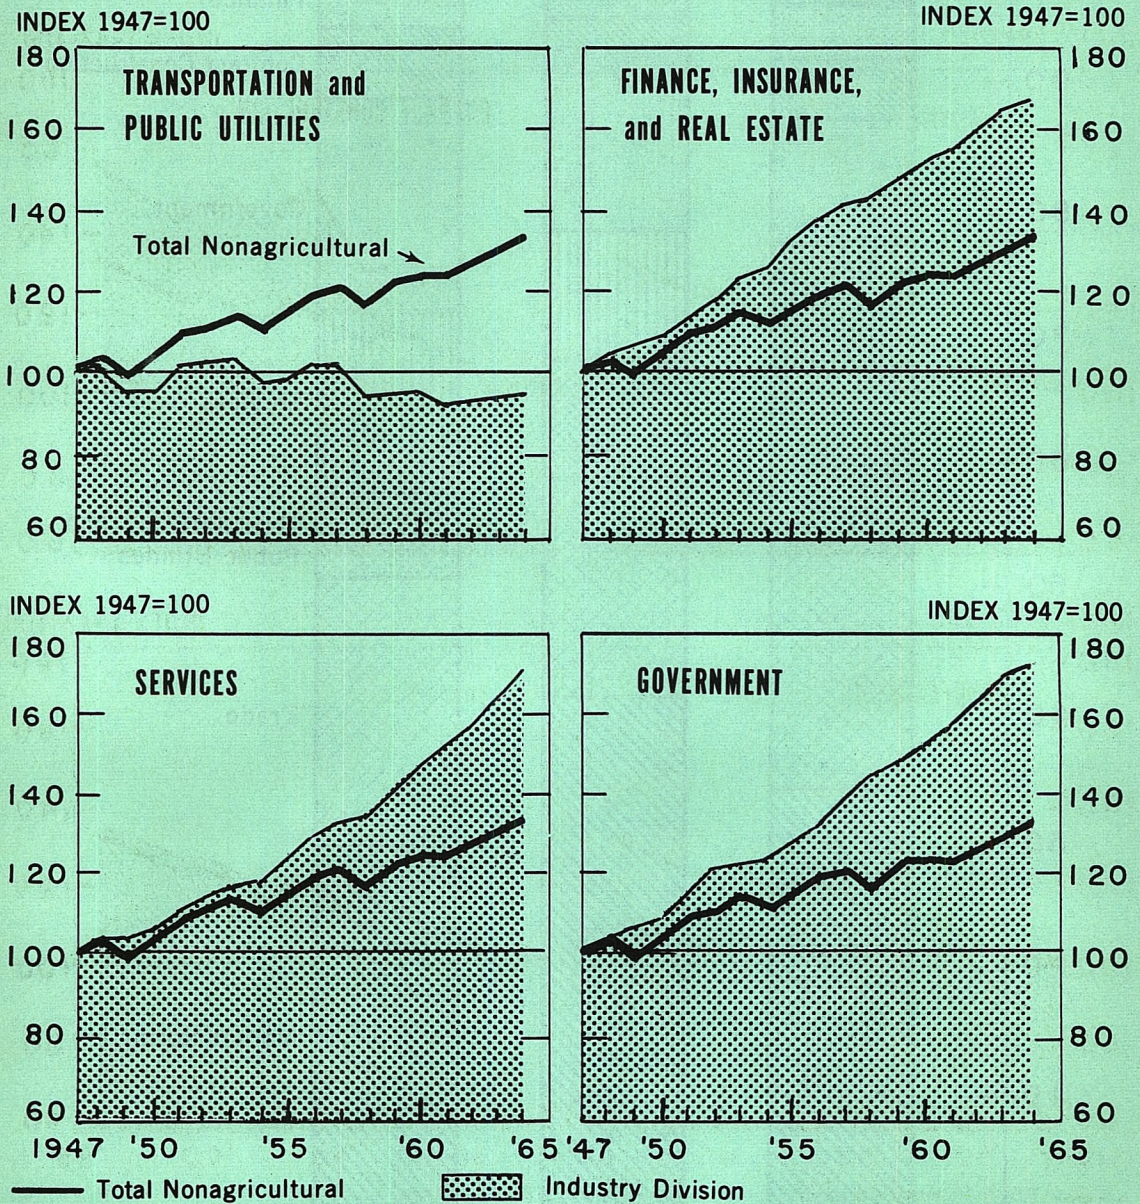 INDEX 1947=100
INDEX 1947=100
TRANSPORTATION and
PUBLIC UTILITIES
180
160
140
120
100
80
60
Total Nonagricultural
FINANCE, INSURANCE,
and REAL ESTATE
180
160
140
120
100
80
60
INDEX 1947=100
INDEX 1947=100
SERVICES
180
160
140
120
100
80
60
1947 '50 '55 '60 '65
GOVERNMENT
180
160
140
120
100
80
60
'47 '50 '55 '60 '65
Total Nonagricultural
Industry Division